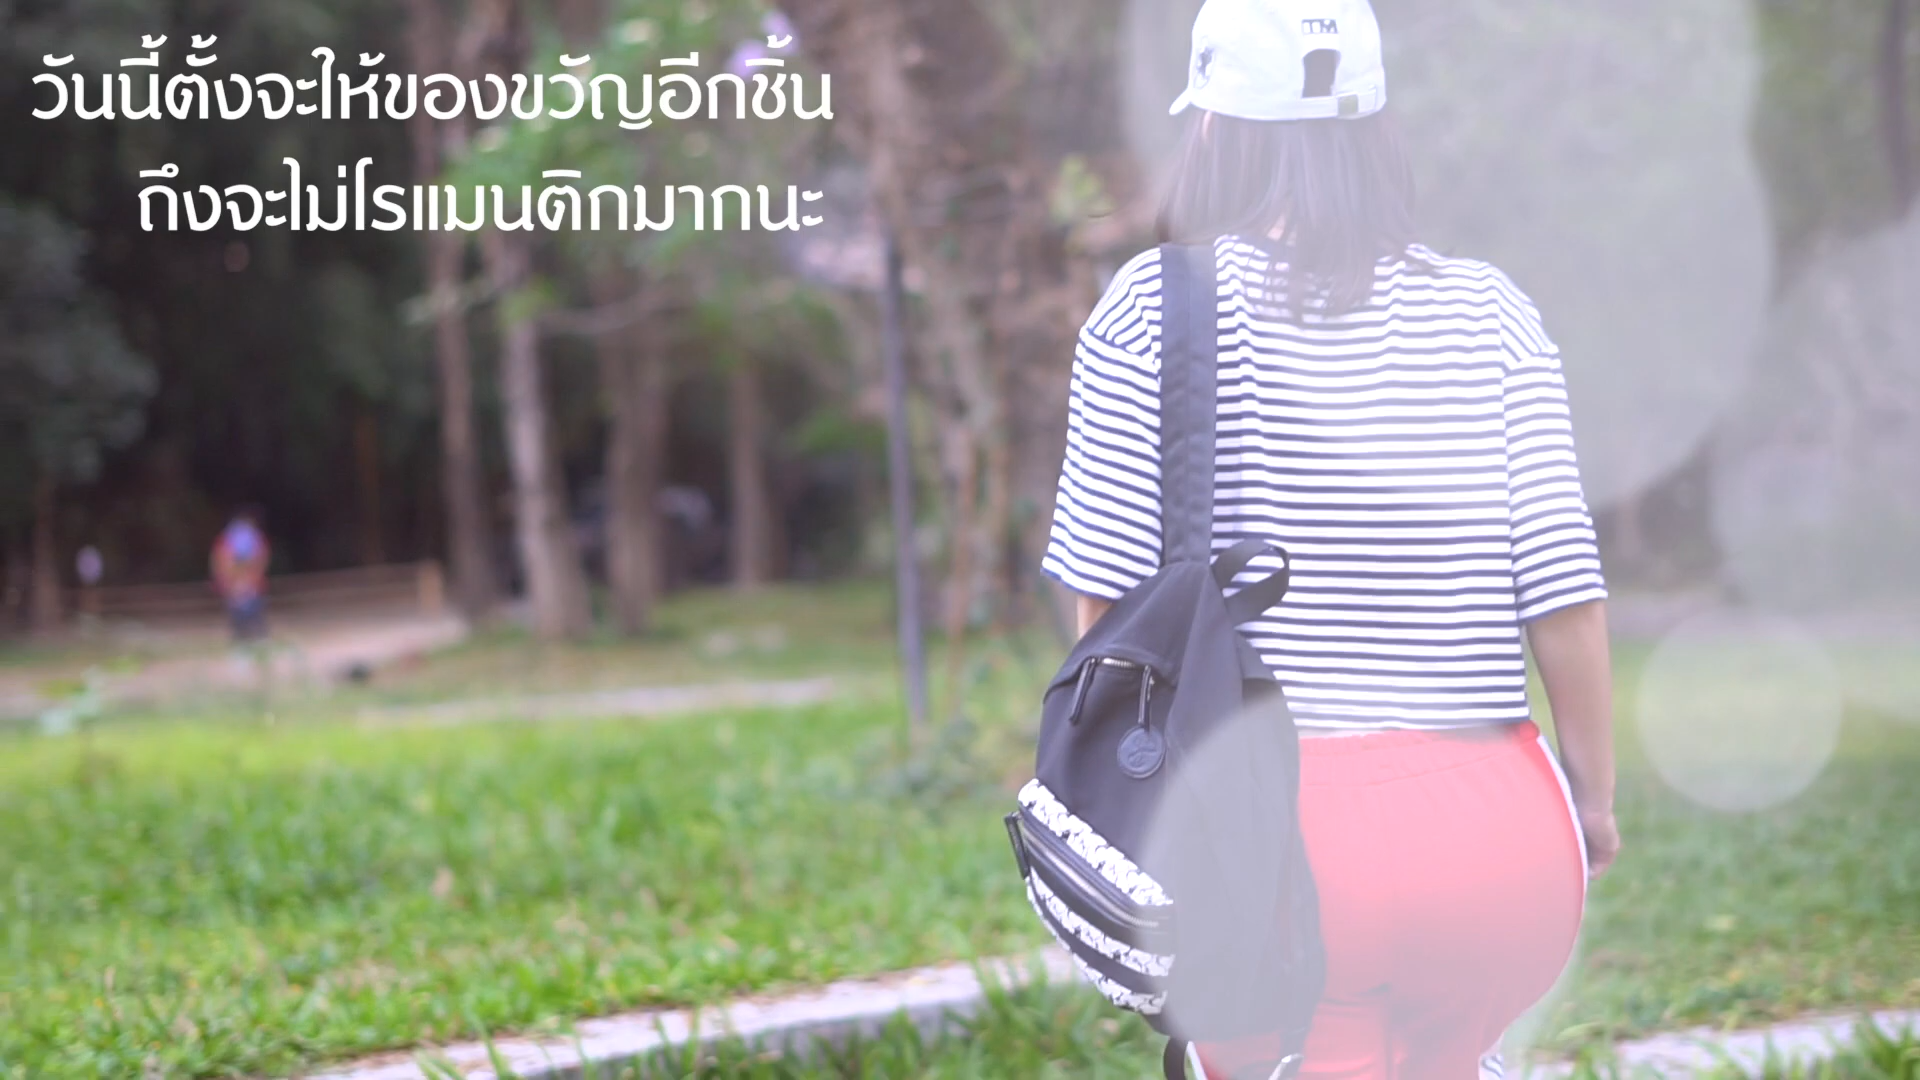 วันนี้ตั้งจะให้ของขวัญอีกชิ้น
ถึงจะไม่โรแมนติกมากนะ